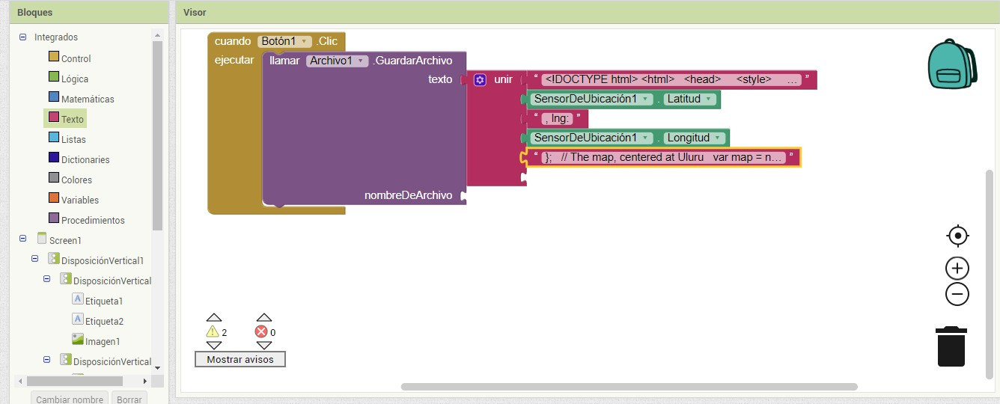 Bloques
Integrados
Control
Lógica
Matemáticas
Texto
Listas
Dictionaries
Colores
Variables
Procedimientos
Screen1
DisposiciónVertical1
DisposiciónVertical
Etiqueta1
Etiqueta2
Imagen1
DisposiciónVertical
Cambiar nombre Borrar
Visor
cuando Botón1 .Clic
ejecutar llamar Archivo1 .GuardarArchivo
texto unir “ <!DOCTYPE html> <html> <head> <style> ... ”
SensorDeUbicación1 . Latitud
“ , lng: ”
SensorDeUbicación1 . Longitud
“ }; // The map, centered at Uluru var map = n... ”
nombreDeArchivo
2 0
Mostrar avisos